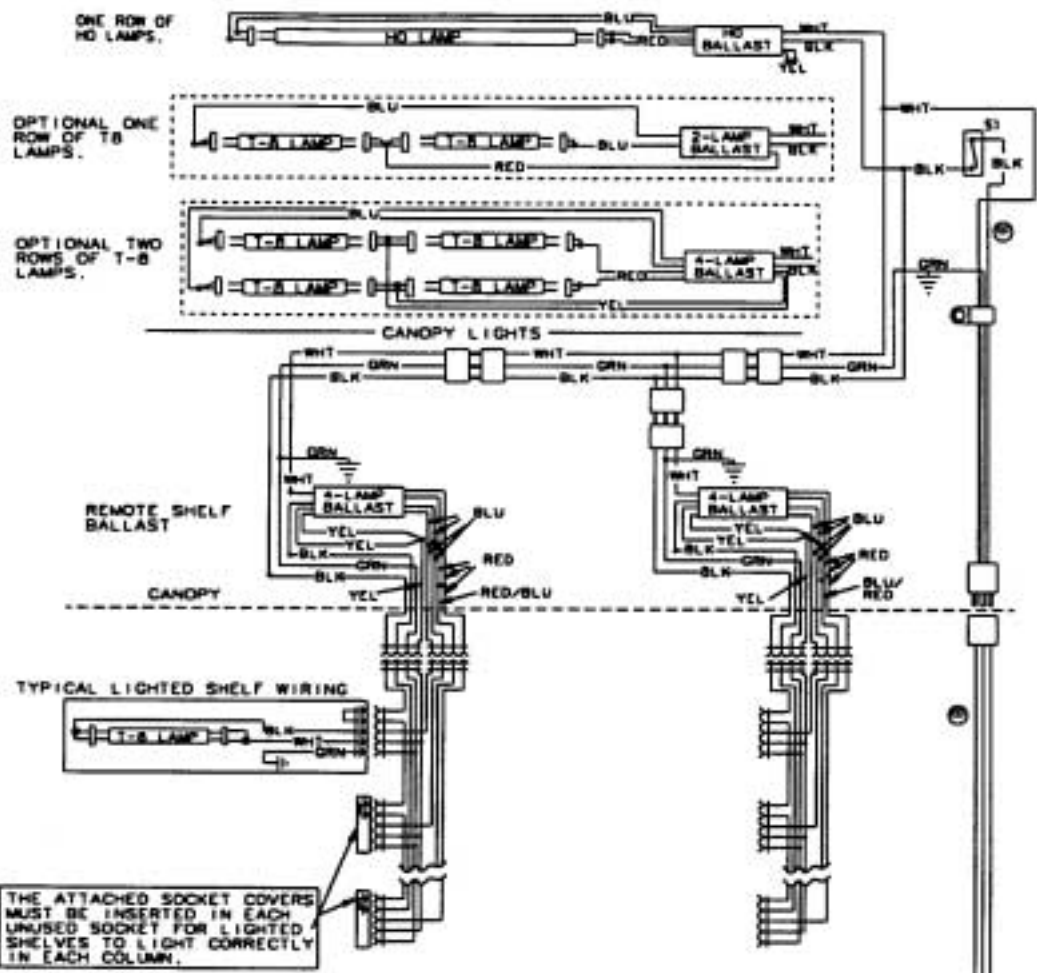 ONE ROW OF
HO LAMPS.
BLU
HO LAMP
RED
HO
BALLAST
WHT
BLK
YEL
OPTIONAL ONE
ROW OF T8
LAMPS.
BLU
T-8 LAMP
T-8 LAMP
BLU
RED
2-LAMP
BALLAST
WHT
BLK
WHT
S1
BLK
BLK
OPTIONAL TWO
ROWS OF T-8
LAMPS.
BLU
T-8 LAMP
T-8 LAMP
T-8 LAMP
T-8 LAMP
RED
YEL
4-LAMP
BALLAST
WHT
BLK
GRN
CANOPY LIGHTS
WHT
GRN
BLK
WHT
GRN
BLK
WHT
GRN
BLK
GRN
WHT
4-LAMP
BALLAST
GRN
WHT
4-LAMP
BALLAST
REMOTE SHELF
BALLAST
YEL
YEL
BLK
GRN
BLK
YEL
BLU
RED
RED/BLU
YEL
YEL
BLK
GRN
BLK
YEL
BLU
RED
BLU/
RED
CANOPY
TYPICAL LIGHTED SHELF WIRING
T-8 LAMP
BLK
WHT
GRN
THE ATTACHED SOCKET COVERS
MUST BE INSERTED IN EACH
UNUSED SOCKET FOR LIGHTED
SHELVES TO LIGHT CORRECTLY
IN EACH COLUMN.